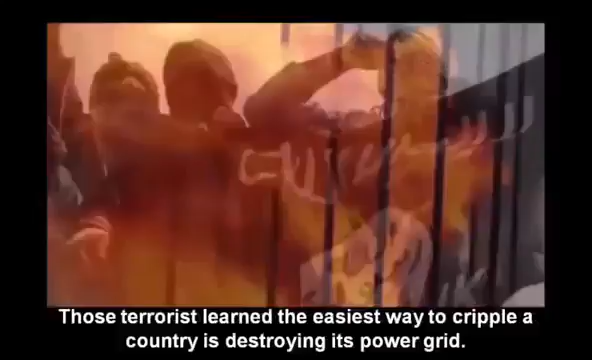 Those terrorist learned the easiest way to cripple a
country is destroying its power grid.